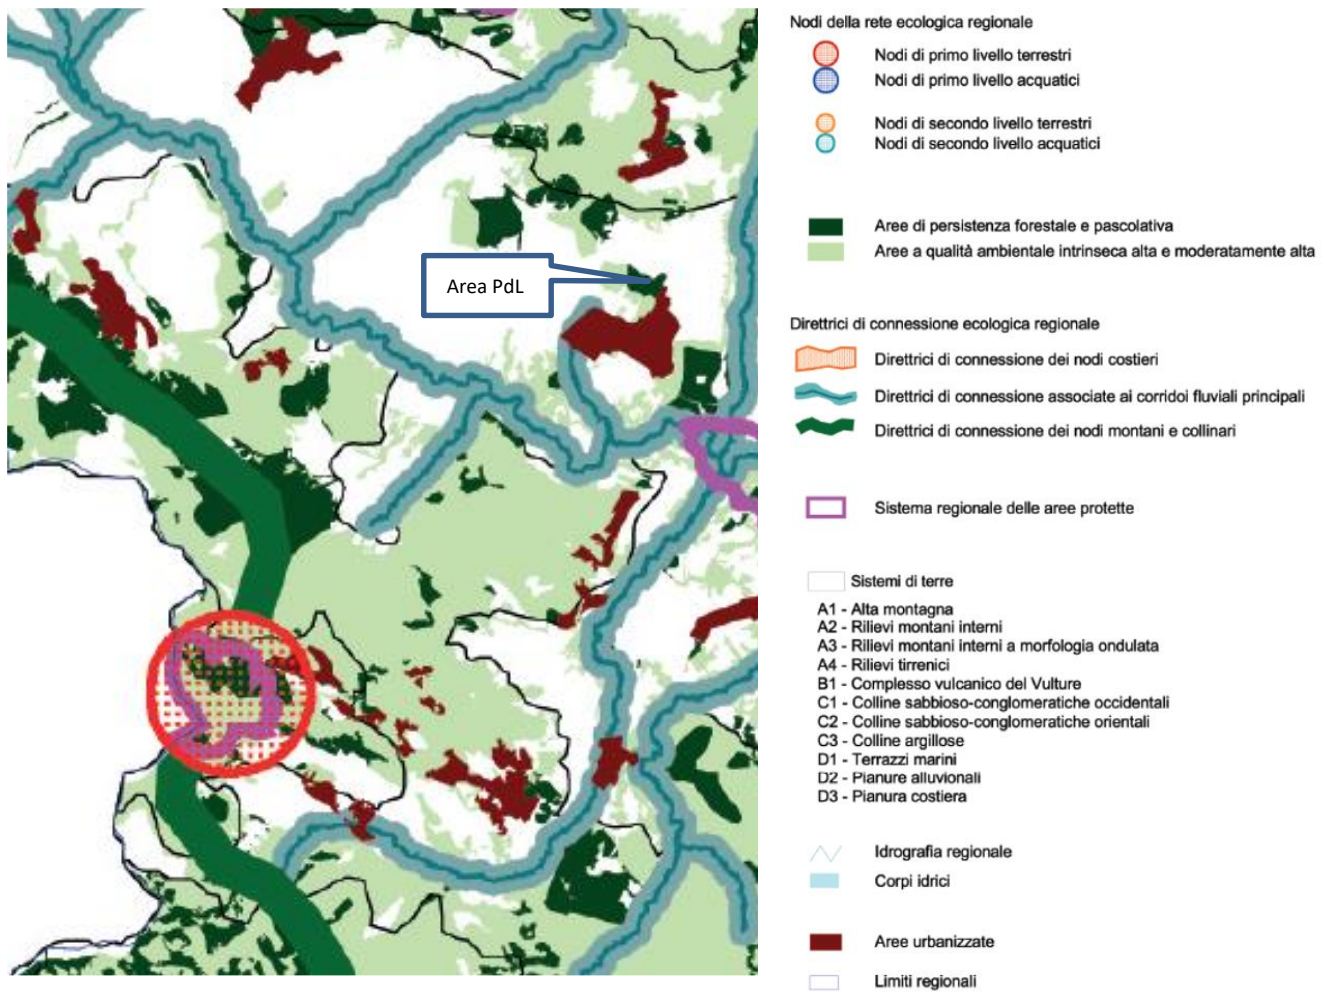 Area PdL
Nodi della rete ecologica regionale
Nodi di primo livello terrestri
Nodi di primo livello acquatici
Nodi di secondo livello terrestri
Nodi di secondo livello acquatici
Aree di persistenza forestale e pascolativa
Aree a qualità ambientale intrinseca alta e moderatamente alta
Direttrici di connessione ecologica regionale
Direttrici di connessione dei nodi costieri
Direttrici di connessione associate ai corridoi fluviali principali
Direttrici di connessione dei nodi montani e collinari
Sistema regionale delle aree protette
Sistemi di terre
A1 - Alta montagna
A2 - Rilievi montani interni
A3 - Rilievi montani interni a morfologia ondulata
A4 - Rilievi tirrenici
B1 - Complesso vulcanico del Vulture
C1 - Colline sabbioso-conglomeratiche occidentali
C2 - Colline sabbioso-conglomeratiche orientali
C3 - Colline argillose
D1 - Terrazzi marini
D2 - Pianure alluvionali
D3 - Pianura costiera
Idrografia regionale
Corpi idrici
Aree urbanizzate
Limiti regionali